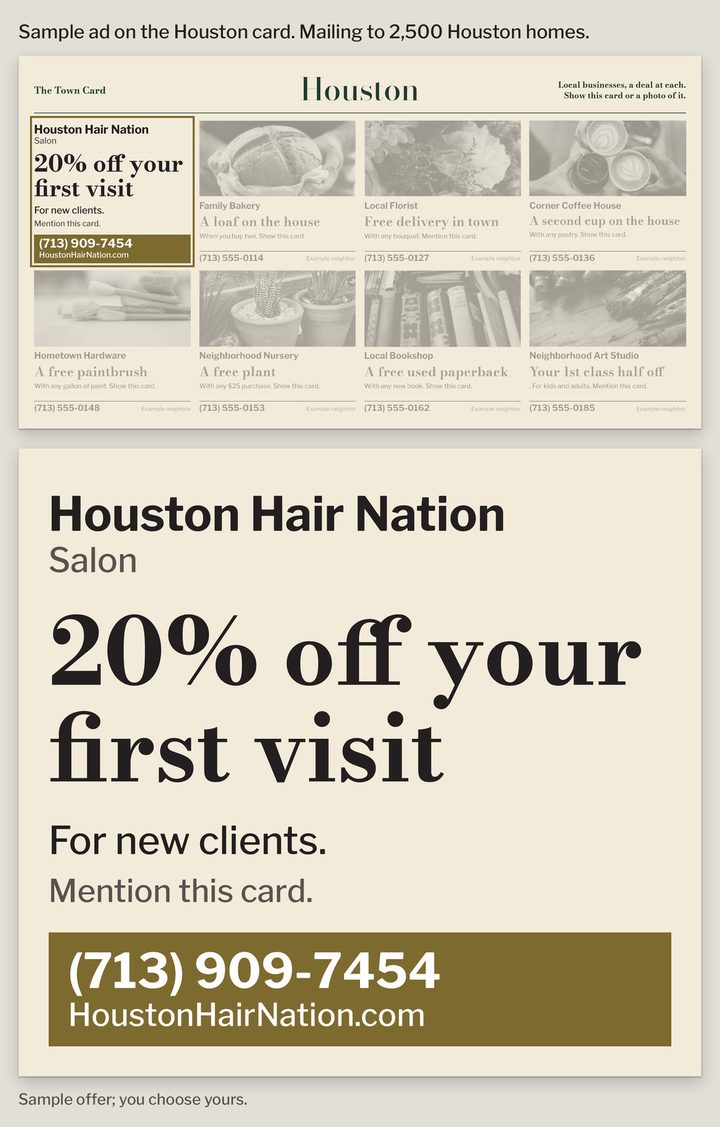 Sample ad on the Houston card. Mailing to 2,500 Houston homes.
The Town Card
Houston
Local businesses, a deal at each.
Show this card or a photo of it.
Houston Hair Nation
Salon
20% off your
first visit
For new clients.
Mention this card.
(713) 909-7454
HoustonHairNation.com
Family Bakery
A loaf on the house
When you buy two. Show this card.
(713) 555-0114
Example neighbor
Local Florist
Free delivery in town
With any bouquet. Mention this card.
(713) 555-0127
Example neighbor
Corner Coffee House
A second cup on the house
With any pastry. Show this card.
(713) 555-0136
Example neighbor
Hometown Hardware
A free paintbrush
With any gallon of paint. Show this card.
(713) 555-0148
Example neighbor
Neighborhood Nursery
A free plant
With any $25 purchase. Show this card.
(713) 555-0153
Example neighbor
Local Bookshop
A free used paperback
With any new book. Show this card.
(713) 555-0162
Example neighbor
Neighborhood Art Studio
Your 1st class half off
For kids and adults. Mention this card.
(713) 555-0185
Example neighbor
Houston Hair Nation
Salon
20% off your
first visit
For new clients.
Mention this card.
(713) 909-7454
HoustonHairNation.com
Sample offer; you choose yours.